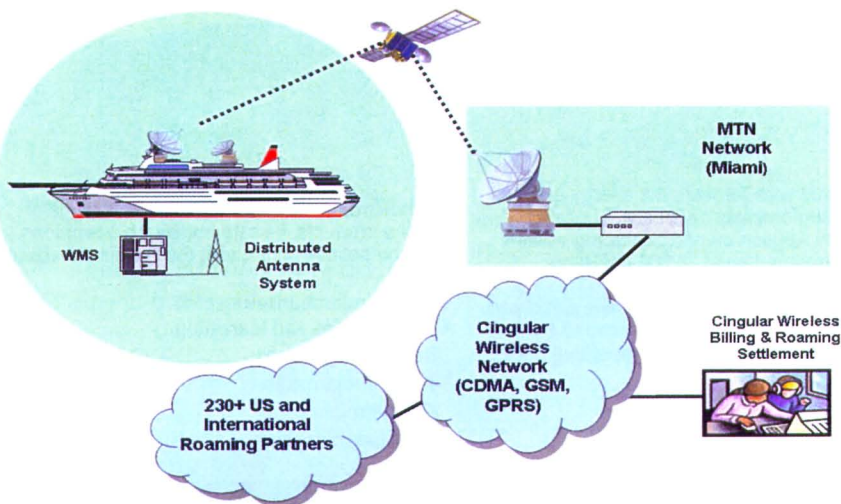 MTN
Network
(Miami)
WMS
Distributed
Antenna
System
Cingular
Wireless
Network
(CDMA, GSM,
GPRS)
Cingular Wireless
Billing & Roaming
Settlement
230+ US and
International
Roaming Partners